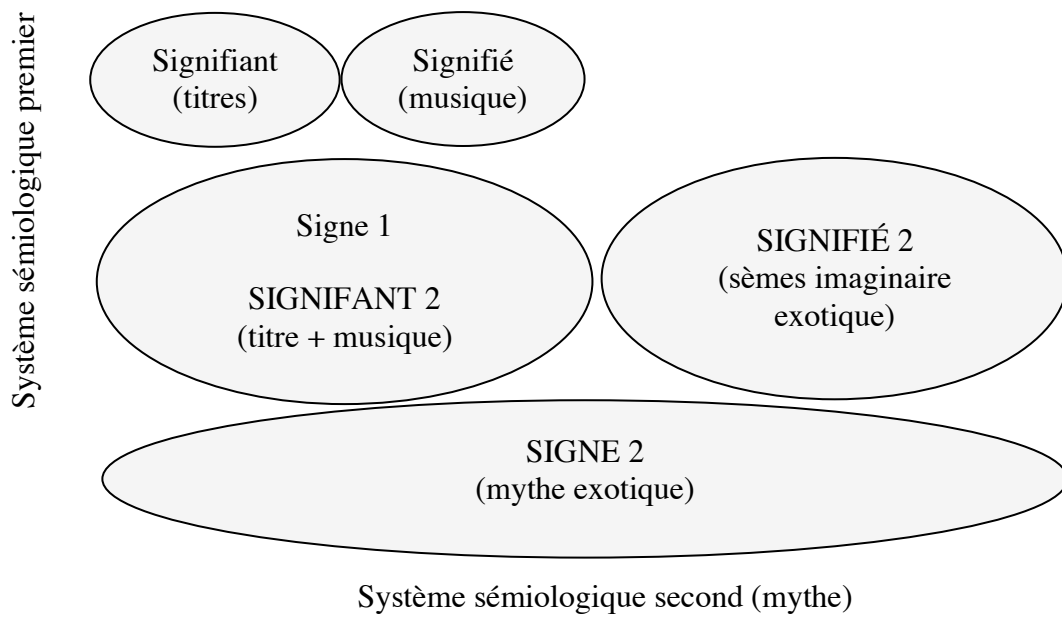 Système sémiologique premier
Signifiant
(titres)
Signifié
(musique)
Signe 1
SIGNIFANT 2
(titre + musique)
SIGNIFIÉ 2
(sèmes imaginaire
exotique)
SIGNE 2
(mythe exotique)
Système sémiologique second (mythe)